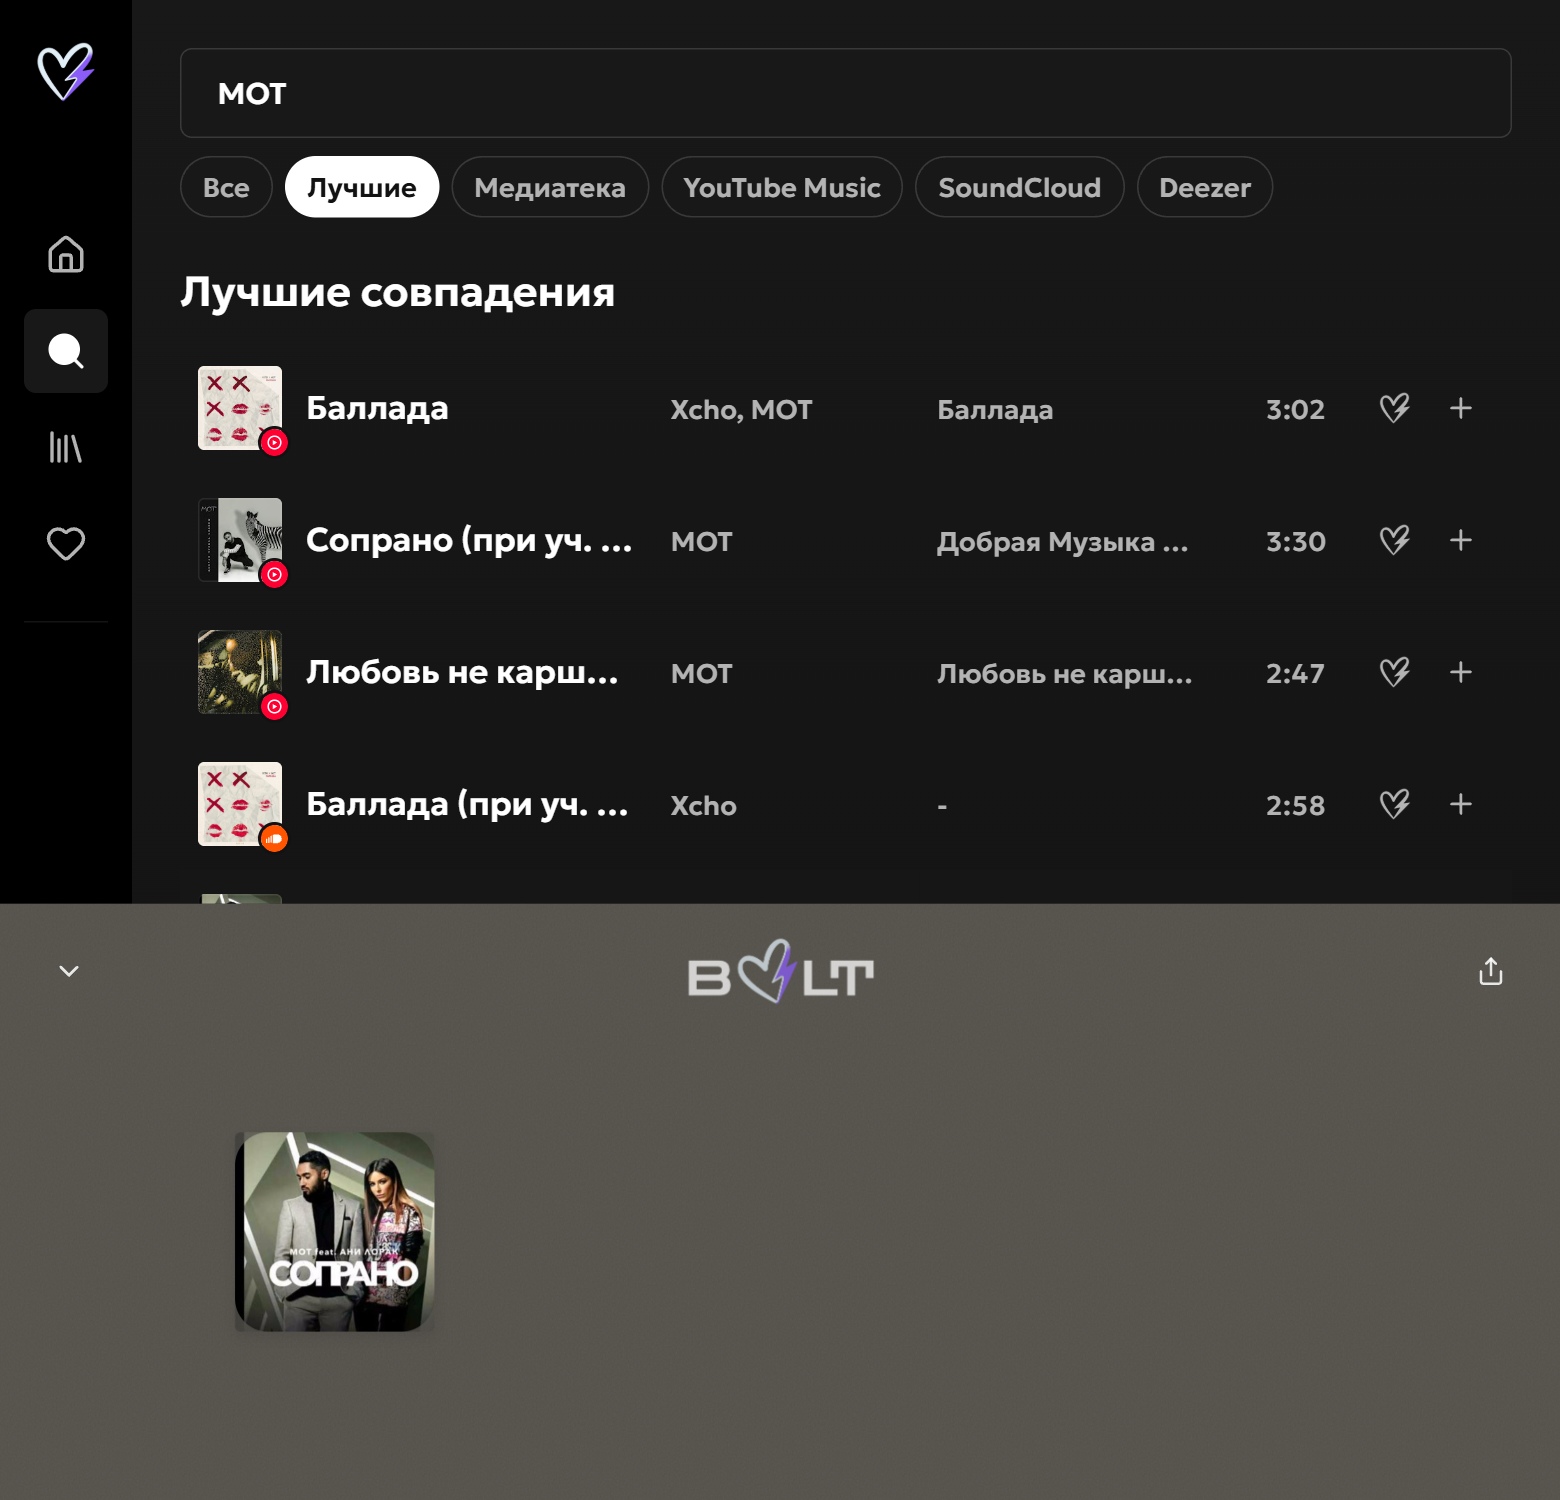 МОТ
Все
Лучшие
Медиатека
YouTube Music
SoundCloud
Deezer
Лучшие совпадения
Баллада
Xcho, МОТ
Баллада
3:02
Сопрано (при уч. ...
МОТ
Добрая Музыка ...
3:30
Любовь не карш...
МОТ
Любовь не карш...
2:47
Баллада (при уч. ...
Xcho
-
2:58
BOLT
МОТ feat. АНИ ЛОРАК
СОПРАНО